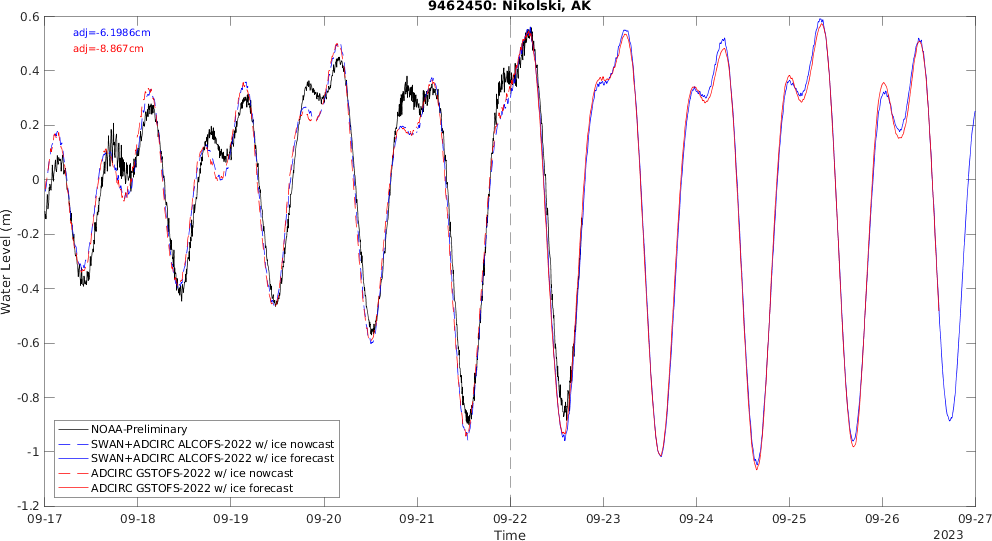 9462450: Nikolski, AK
adj=-6.1986cm
adj=-8.867cm
Water Level (m)
0.6
0.4
0.2
0
-0.2
-0.4
-0.6
-0.8
-1
-1.2
NOAA-Preliminary
SWAN+ADCIRC ALCOFS-2022 w/ ice nowcast
SWAN+ADCIRC ALCOFS-2022 w/ ice forecast
ADCIRC GSTOFS-2022 w/ ice nowcast
ADCIRC GSTOFS-2022 w/ ice forecast
09-17 09-18 09-19 09-20 09-21 09-22 09-23 09-24 09-25 09-26 09-27
Time
2023